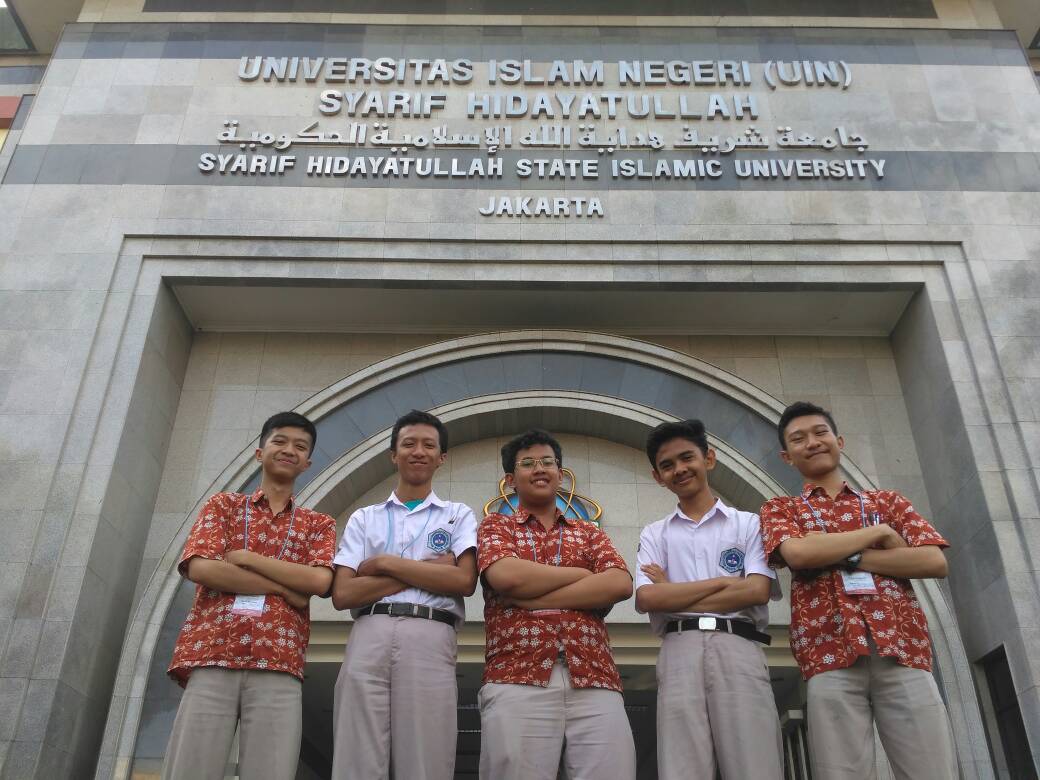 UNIVERSITAS ISLAM NEGERI (UIN)
SYARIF HIDAYATULLAH
جامعة شريف هداية الله الإسلامية الحكومية
SYARIF HIDAYATULLAH STATE ISLAMIC UNIVERSITY
JAKARTA